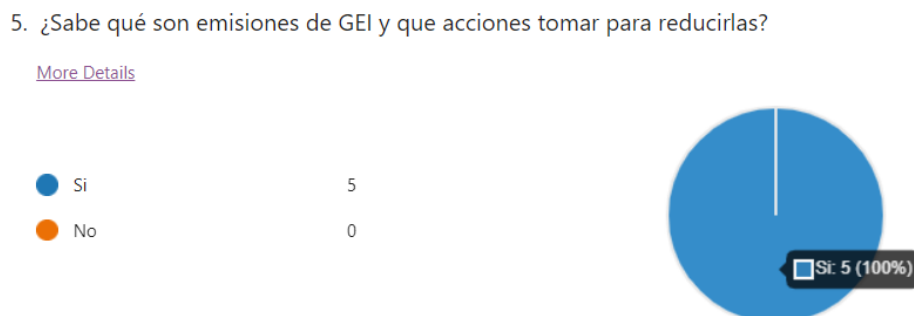 5. ¿Sabe qué son emisiones de GEI y que acciones tomar para reducirlas?
More Details
Si 5
No 0
Si: 5 (100%)